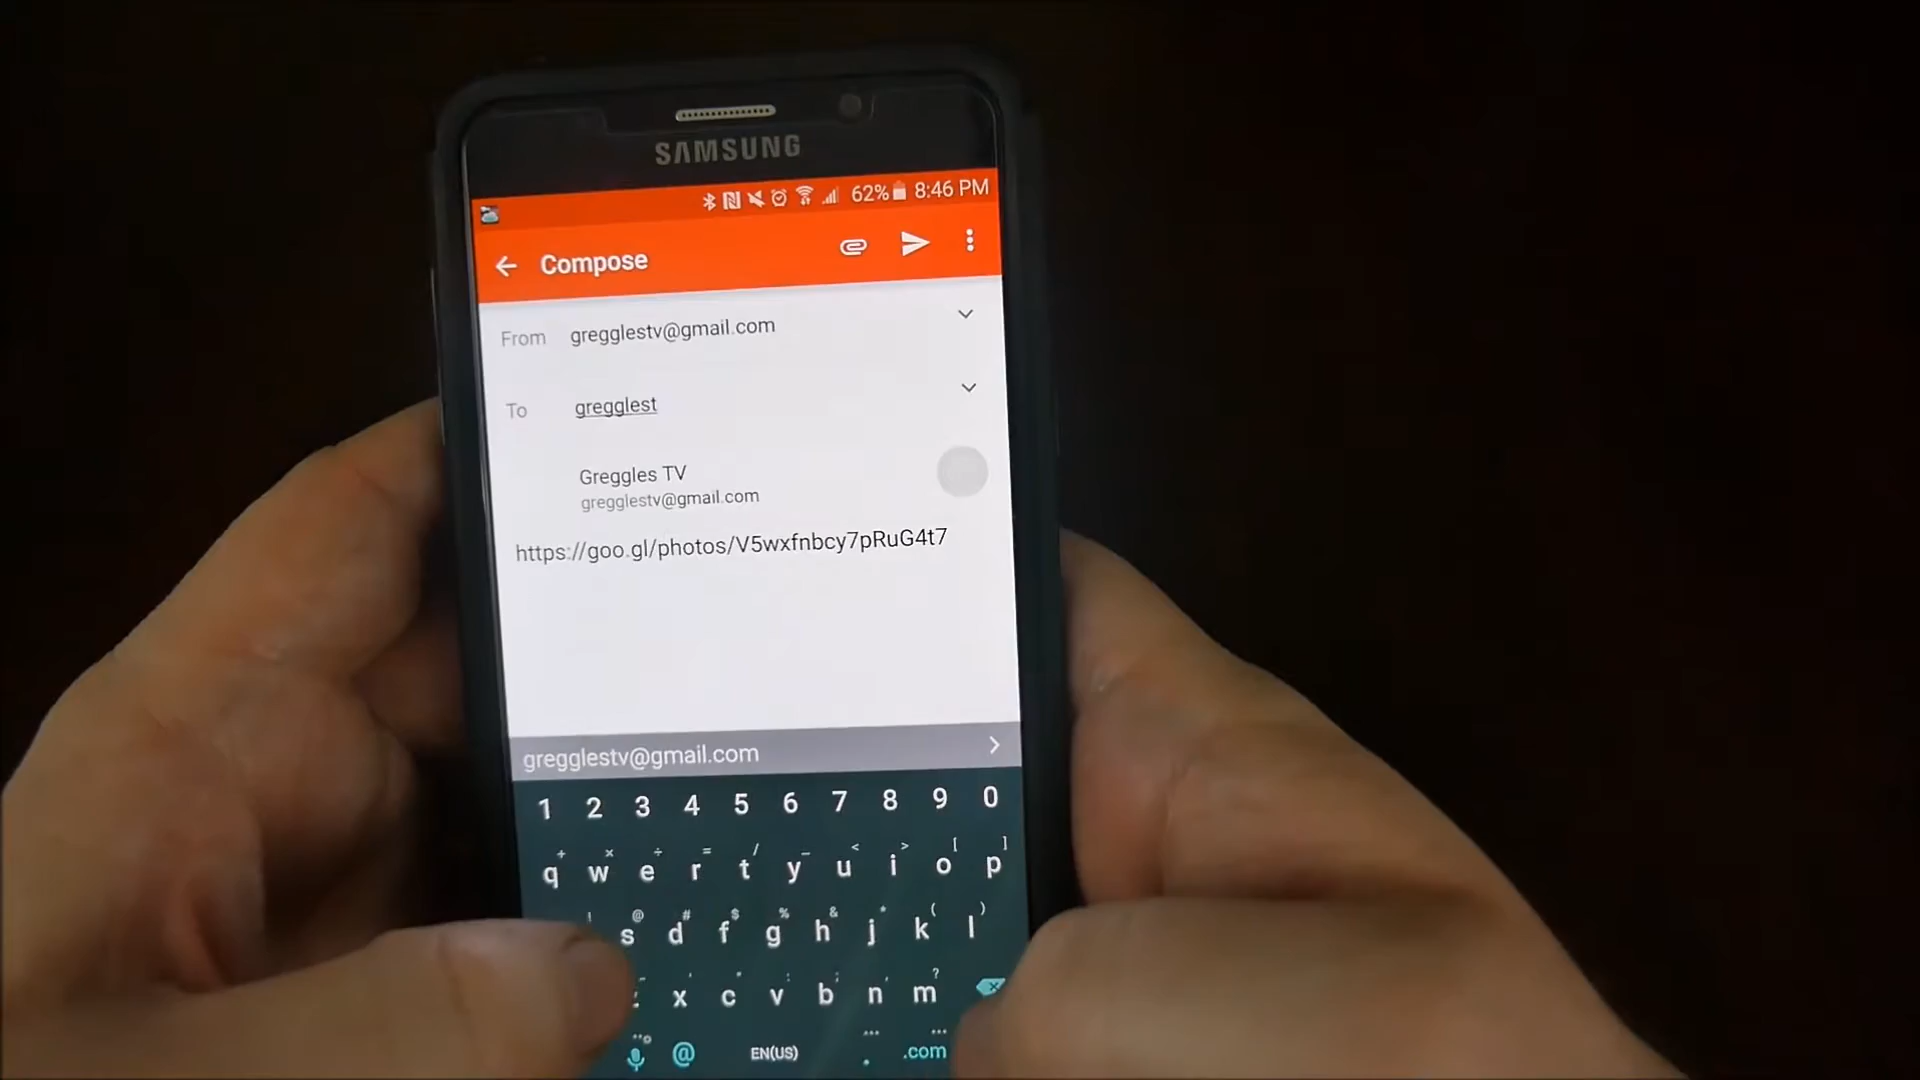 SAMSUNG
62% 8:46 PM
Compose
From gregglestv@gmail.com
To gregglest
Greggles TV
gregglestv@gmail.com
https://goo.gl/photos/V5wxfnbcy7pRuG4t7
gregglestv@gmail.com
1 2 3 4 5 6 7 8 9 0
+ × ÷ = / _ < > [ ]
q w e r t y u i o p
! @ # $ % & * ( )
s d f g h j k l
- ' " : ; , ?
x c v b n m
@ EN(US) . .com